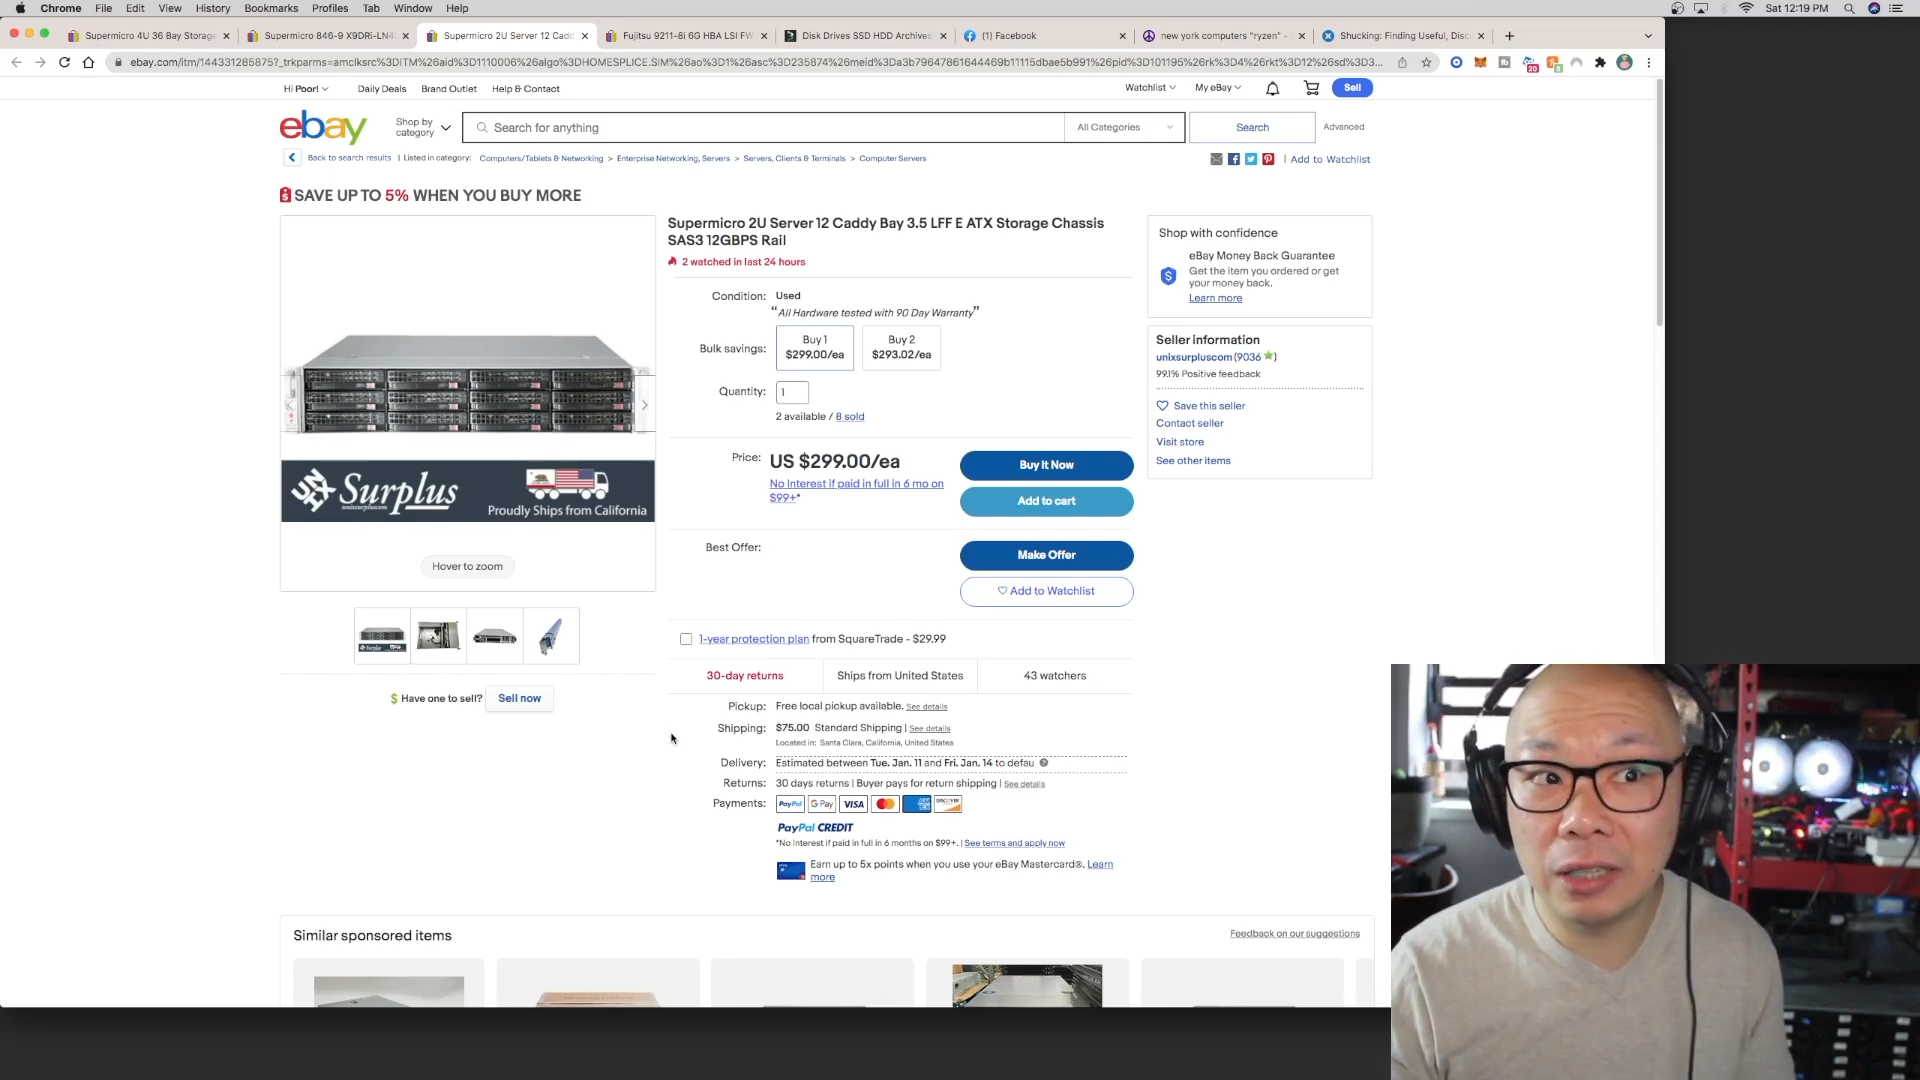 Chrome File Edit View History Bookmarks Profiles Tab Window Help Sat 12:19 PM
Supermicro 4U 36 Bay Storage Supermicro 846-9 X9DRi-LN4 Supermicro 2U Server 12 Cadd Fujitsu 9211-8i 6G HBA LSI FW Disk Drives SSD HDD Archives (1) Facebook new york computers "ryzen" - Shucking: Finding Useful, Disc
Hi Poor! Daily Deals Brand Outlet Help & Contact Watchlist My eBay Sell
ebay Shop by category Search for anything All Categories Search Advanced
Back to search results | Listed in category: Computers/Tablets & Networking > Enterprise Networking, Servers > Servers, Clients & Terminals > Computer Servers | Add to Watchlist
SAVE UP TO 5% WHEN YOU BUY MORE
Supermicro 2U Server 12 Caddy Bay 3.5 LFF E ATX Storage Chassis
SAS3 12GBPS Rail
2 watched in last 24 hours
Condition: Used
"All Hardware tested with 90 Day Warranty"
Bulk savings: Buy 1 $299.00/ea Buy 2 $293.02/ea
Quantity: 1
2 available / 8 sold
Price: US $299.00/ea
No Interest if paid in full in 6 mo on
$99+*
Buy It Now
Add to cart
Best Offer:
Make Offer
Add to Watchlist
1-year protection plan from SquareTrade - $29.99
30-day returns Ships from United States 43 watchers
Pickup: Free local pickup available. See details
Shipping: $75.00 Standard Shipping | See details
Located in: Santa Clara, California, United States
Delivery: Estimated between Tue. Jan. 11 and Fri. Jan. 14 to defau
Returns: 30 days returns | Buyer pays for return shipping | See details
Payments: PayPal G Pay VISA DISCOVER
PayPal CREDIT
*No Interest if paid in full in 6 months on $99+. | See terms and apply now
Earn up to 5x points when you use your eBay Mastercard®. Learn
more
Shop with confidence
eBay Money Back Guarantee
Get the item you ordered or get
your money back.
Learn more
Seller information
unixsurpluscom (9036)
99.1% Positive feedback
Save this seller
Contact seller
Visit store
See other items
UNIX Surplus
unixsurplus.com
Proudly Ships from California
Hover to zoom
Have one to sell? Sell now
Similar sponsored items
Feedback on our suggestions